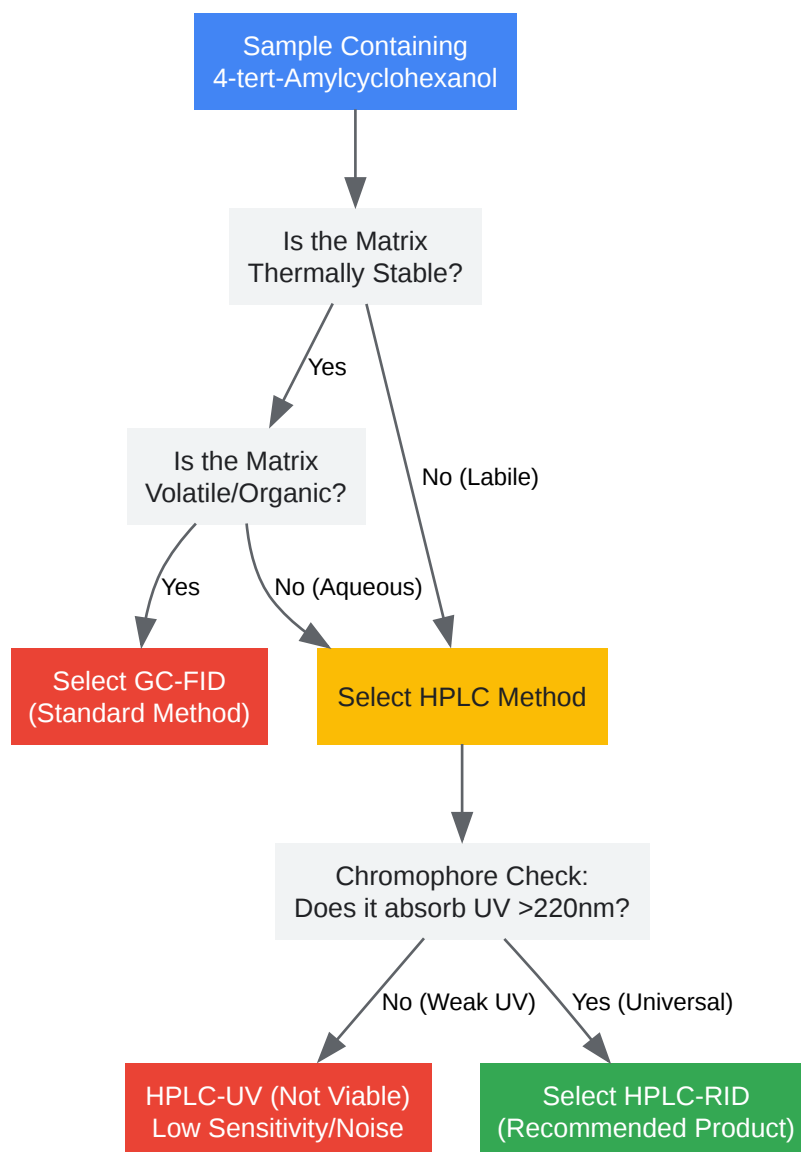 Sample Containing
4-tert-Amylcyclohexanol
Is the Matrix
Thermally Stable?
Yes
Is the Matrix
Volatile/Organic?
No (Labile)
Yes
No (Aqueous)
Select GC-FID
(Standard Method)
Select HPLC Method
Chromophore Check:
Does it absorb UV >220nm?
No (Weak UV)
Yes (Universal)
HPLC-UV (Not Viable)
Low Sensitivity/Noise
Select HPLC-RID
(Recommended Product)